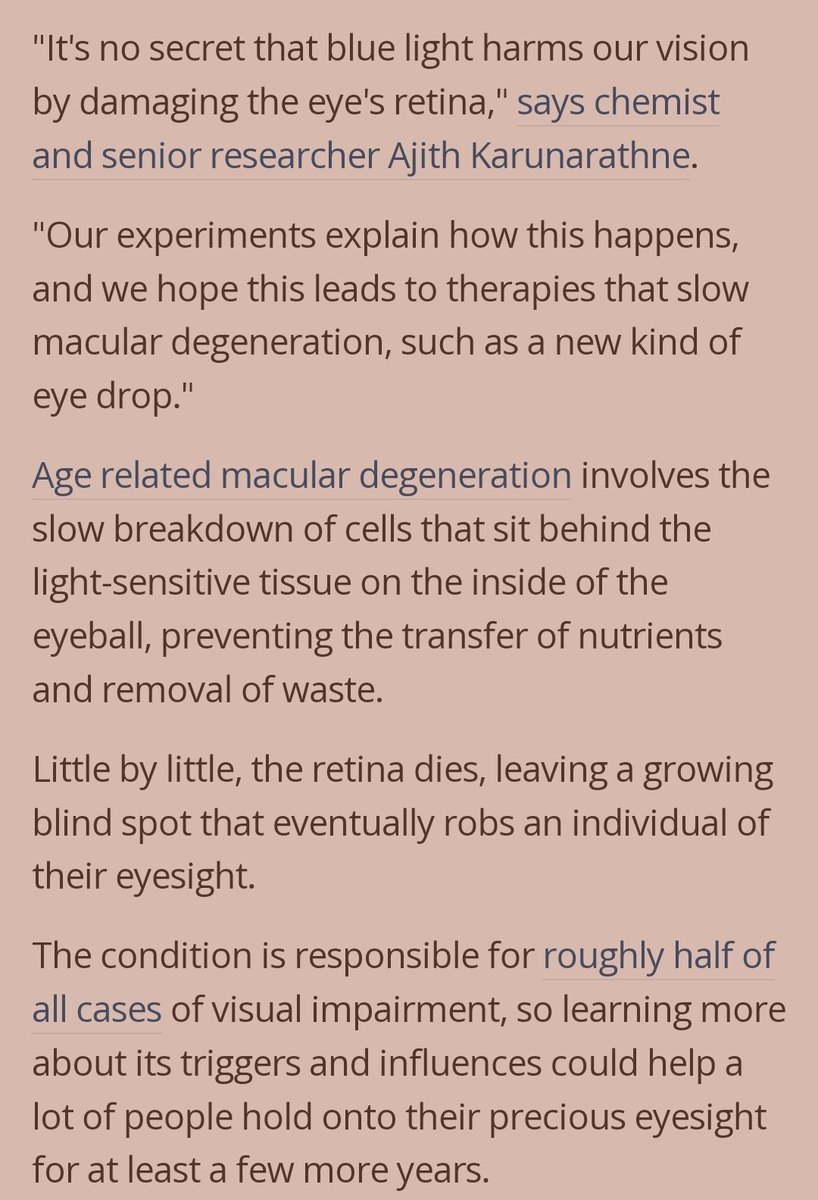 "It's no secret that blue light harms our vision
by damaging the eye's retina," says chemist
and senior researcher Ajith Karunarathne.
"Our experiments explain how this happens,
and we hope this leads to therapies that slow
macular degeneration, such as a new kind of
eye drop."
Age related macular degeneration involves the
slow breakdown of cells that sit behind the
light-sensitive tissue on the inside of the
eyeball, preventing the transfer of nutrients
and removal of waste.
Little by little, the retina dies, leaving a growing
blind spot that eventually robs an individual of
their eyesight.
The condition is responsible for roughly half of
all cases of visual impairment, so learning more
about its triggers and influences could help a
lot of people hold onto their precious eyesight
for at least a few more years.